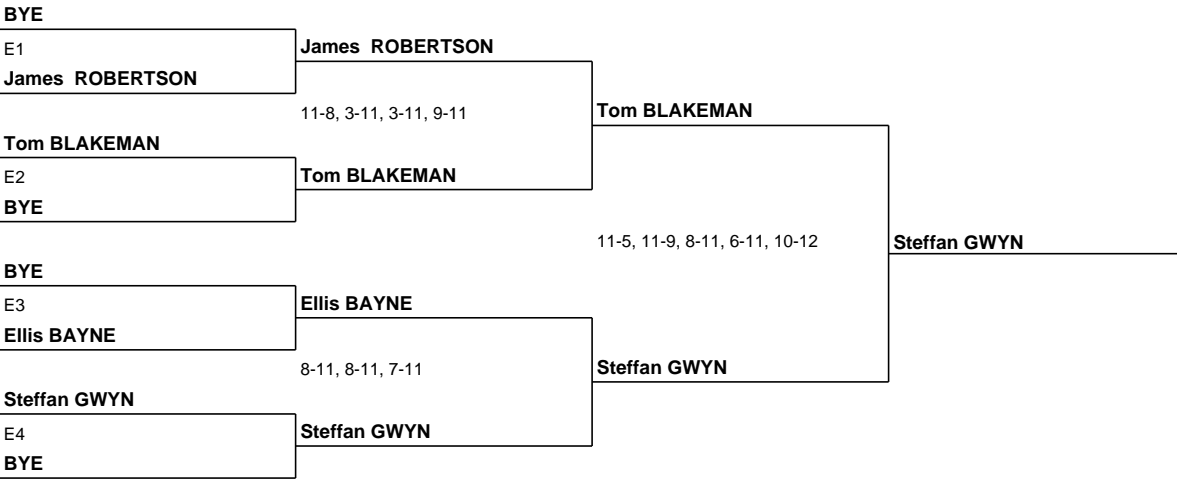 BYE
E1
James  ROBERTSON
James  ROBERTSON
11-8, 3-11, 3-11, 9-11
Tom BLAKEMAN
Tom BLAKEMAN
E2
Tom BLAKEMAN
BYE
11-5, 11-9, 8-11, 6-11, 10-12
Steffan GWYN
BYE
E3
Ellis BAYNE
Ellis BAYNE
8-11, 8-11, 7-11
Steffan GWYN
Steffan GWYN
E4
Steffan GWYN
BYE